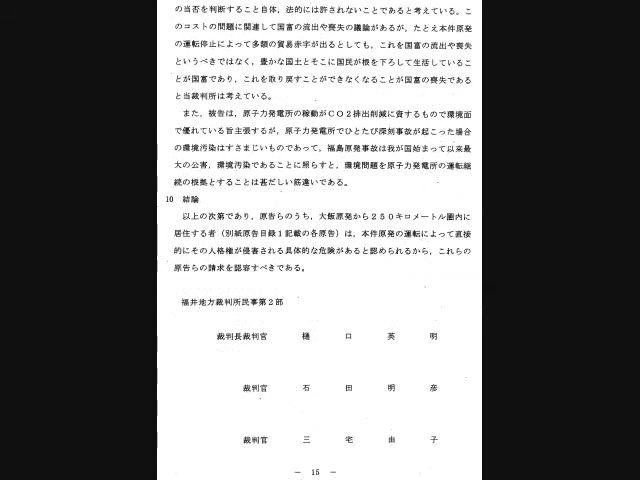 の当否を判断すること自体，法的には許されないことであると考えている。こ
のコストの問題に関連して国富の流出や喪失の議論があるが，たとえ本件原発
の運転停止によって多額の貿易赤字が出るとしても，これを国富の流出や喪失
というべきではなく，豊かな国土とそこに国民が根を下ろして生活していること
が国富であり，これを取り戻すことができなくなることが国富の喪失である
と当裁判所は考えている。
また，被告は，原子力発電所の稼動がＣＯ２排出削減に資するもので環境面
で優れている旨主張するが，原子力発電所でひとたび深刻事故が起こった場合
の環境汚染はすさまじいものであって，福島原発事故は我が国始まって以来最
大の公害，環境汚染であることに照らすと，環境問題を原子力発電所の運転継
続の根拠とすることは甚だしい筋違いである。
10 結論
以上の次第であり，原告らのうち，大飯原発から２５０キロメートル圏内に
居住する者（別紙原告目録１記載の各原告）は，本件原発の運転によって直接
的にその人格権が侵害される具体的な危険があると認められるから，これらの
原告らの請求を認容すべきである。
福井地方裁判所民事第２部
裁判長裁判官 樋 口 英 明
裁判官 石 田 明 彦
裁判官 三 宅 由 子
－ 15 －